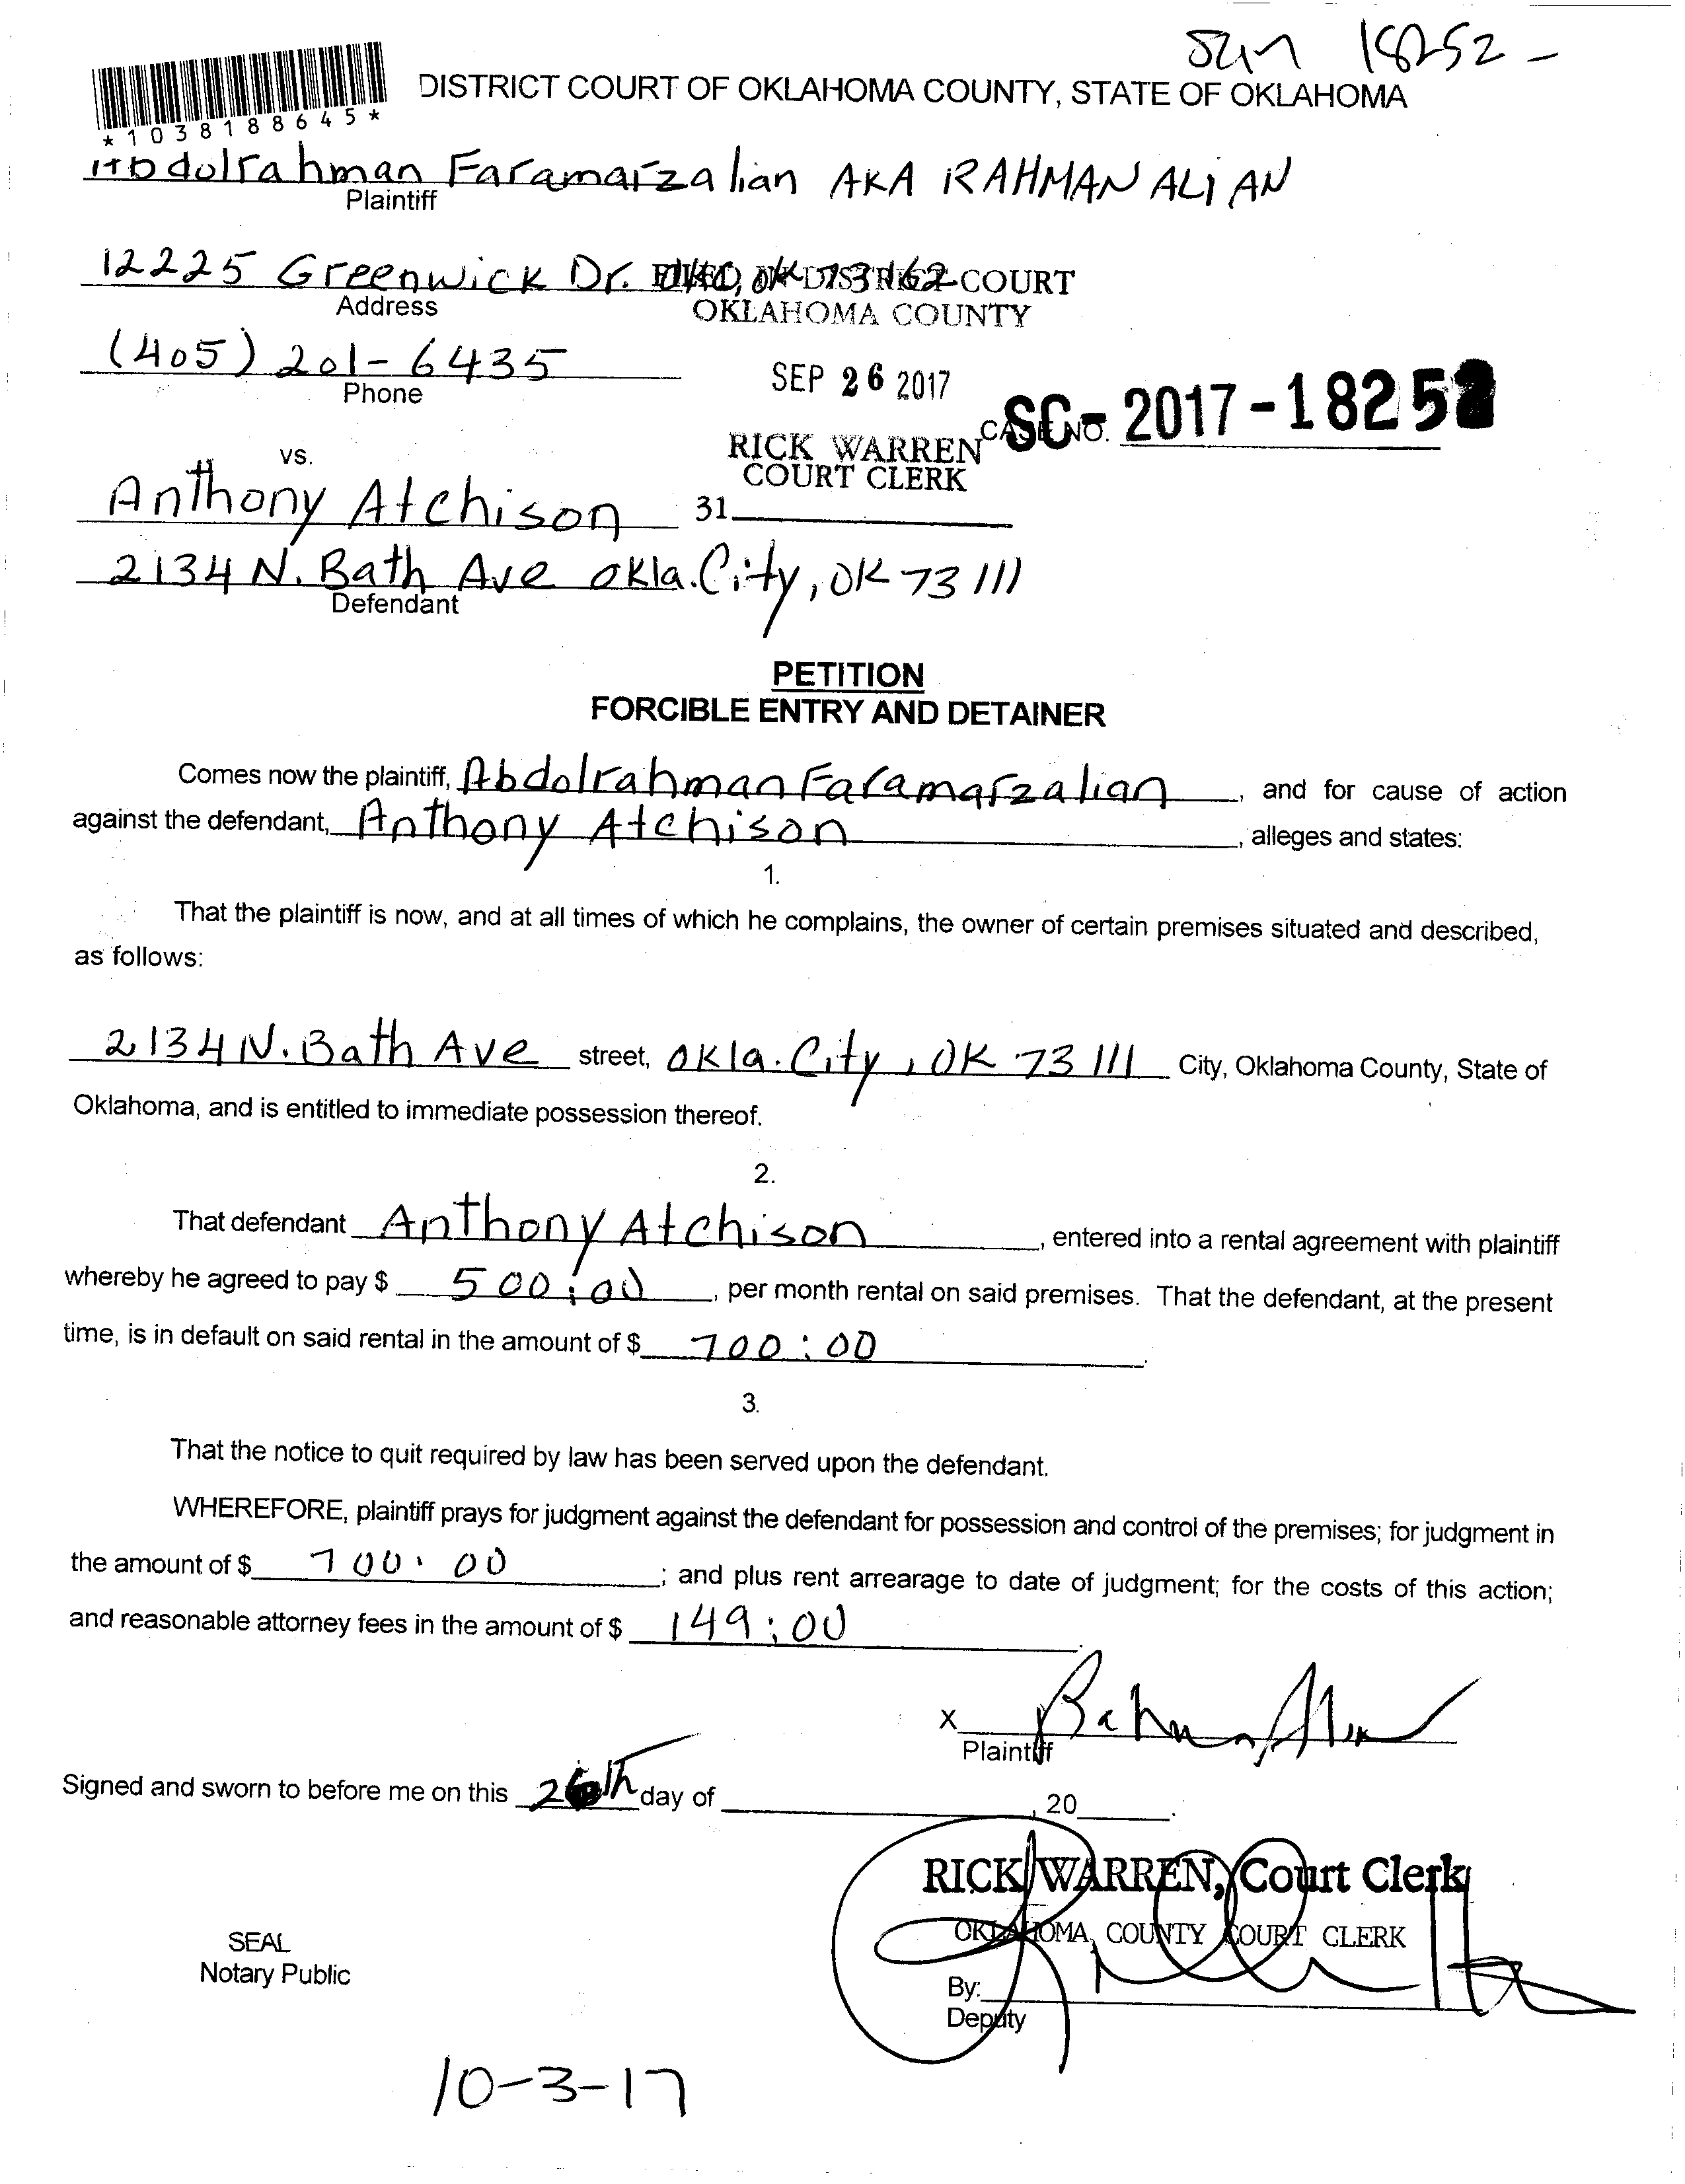 18252 -
DISTRICT COURT OF OKLAHOMA COUNTY, STATE OF OKLAHOMA
*1038188645*
Abdolrahman Faramarzalian AKA RAHMAN ALIAN
Plaintiff
12225 Greenwick Dr. OKC, OK 73162
FILED IN DISTRICT COURT
Address
OKLAHOMA COUNTY
(405) 201-6435
Phone
SEP 26 2017
CASE NO. SC-2017-18252
RICK WARREN
COURT CLERK
vs.
Anthony Atchison
31
2134 N. Bath Ave Okla. City, OK 73111
Defendant
PETITION
FORCIBLE ENTRY AND DETAINER
Comes now the plaintiff, Abdolrahman Faramarzalian, and for cause of action
against the defendant, Anthony Atchison, alleges and states:
1.
That the plaintiff is now, and at all times of which he complains, the owner of certain premises situated and described,
as follows:
2134 N. Bath Ave street, Okla. City, OK 73111 City, Oklahoma County, State of
Oklahoma, and is entitled to immediate possession thereof.
2.
That defendant Anthony Atchison, entered into a rental agreement with plaintiff
whereby he agreed to pay $ 500:00, per month rental on said premises. That the defendant, at the present
time, is in default on said rental in the amount of $ 700:00.
3.
That the notice to quit required by law has been served upon the defendant.
WHEREFORE, plaintiff prays for judgment against the defendant for possession and control of the premises; for judgment in
the amount of $ 700.00; and plus rent arrearage to date of judgment; for the costs of this action;
and reasonable attorney fees in the amount of $ 149:00.
X
Plaintiff
Signed and sworn to before me on this 26th day of , 20 .
RICK WARREN, Court Clerk
OKLAHOMA COUNTY COURT CLERK
SEAL
Notary Public
By:
Deputy
10-3-17